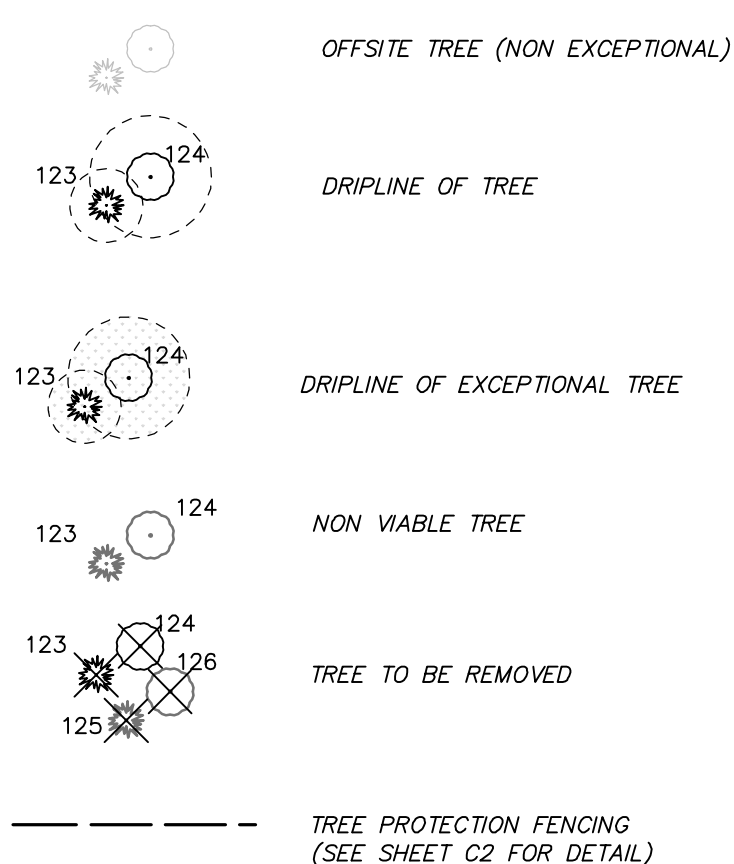 OFFSITE TREE (NON EXCEPTIONAL)
124
123
DRIPLINE OF TREE
124
123
DRIPLINE OF EXCEPTIONAL TREE
124
123
NON VIABLE TREE
124
123
126
TREE TO BE REMOVED
125
TREE PROTECTION FENCING
(SEE SHEET C2 FOR DETAIL)